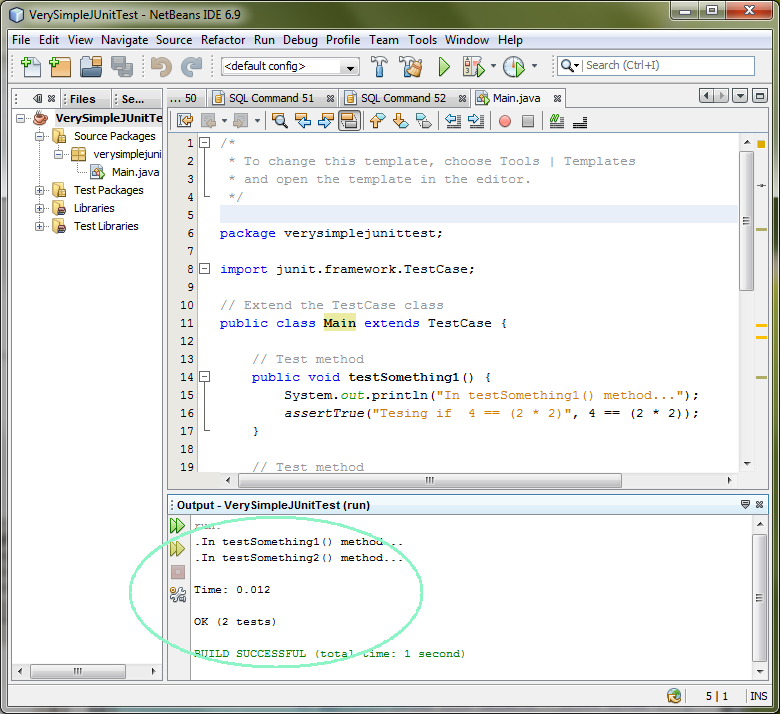 VerySimpleJUnitTest - NetBeans IDE 6.9
File Edit View Navigate Source Refactor Run Debug Profile Team Tools Window Help
<default config>
Search (Ctrl+I)
Files Se...
... 50 SQL Command 51 SQL Command 52 Main.java
VerySimpleJUnitTe
Source Packages
verysimplejuni
Main.java
Test Packages
Libraries
Test Libraries
1 /*
2 * To change this template, choose Tools | Templates
3 * and open the template in the editor.
4 */
5
6 package verysimplejunittest;
7
8 import junit.framework.TestCase;
9
10 // Extend the TestCase class
11 public class Main extends TestCase {
12
13 // Test method
14 public void testSomething1() {
15 System.out.println("In testSomething1() method...");
16 assertTrue("Tesing if  4 == (2 * 2)", 4 == (2 * 2));
17 }
18
19 // Test method
Output - VerySimpleJUnitTest (run)
run:
.In testSomething1() method...
.In testSomething2() method...
Time: 0.012
OK (2 tests)
BUILD SUCCESSFUL (total time: 1 second)
5 | 1 INS